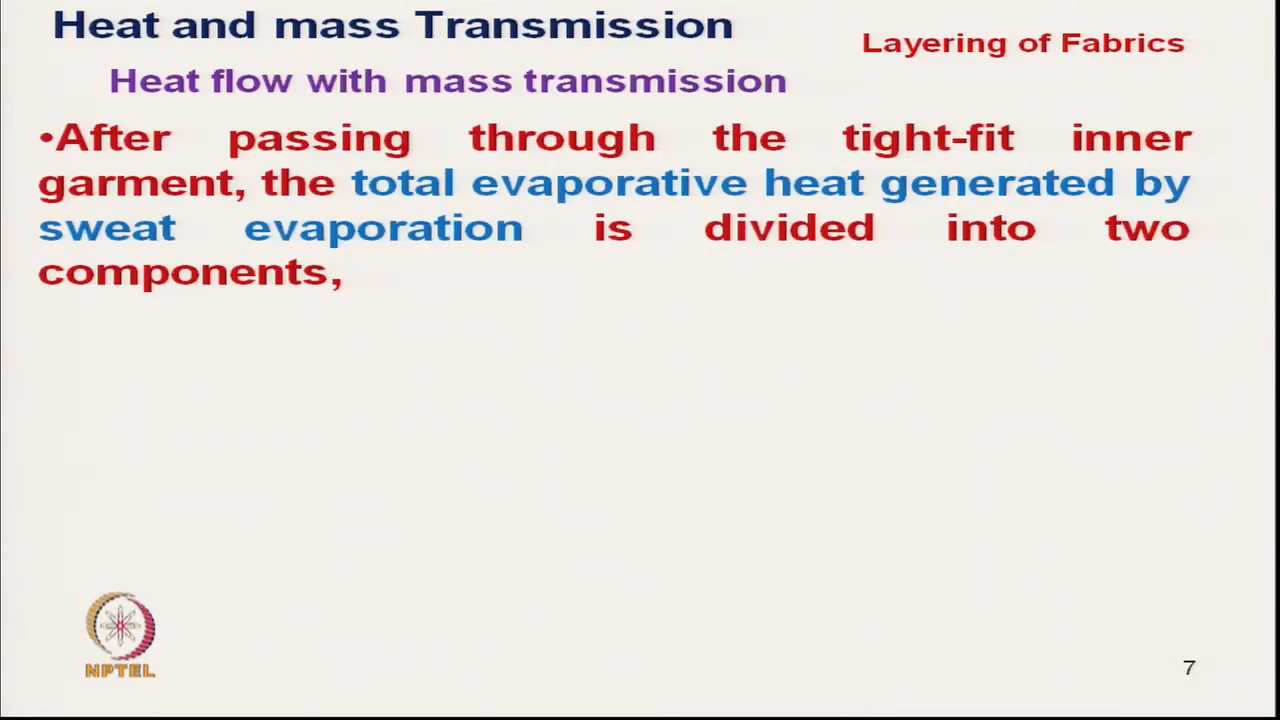 Heat and mass Transmission
Layering of Fabrics
Heat flow with mass transmission
•After passing through the tight-fit inner
garment, the total evaporative heat generated by
sweat evaporation is divided into two
components,
NPTEL
7